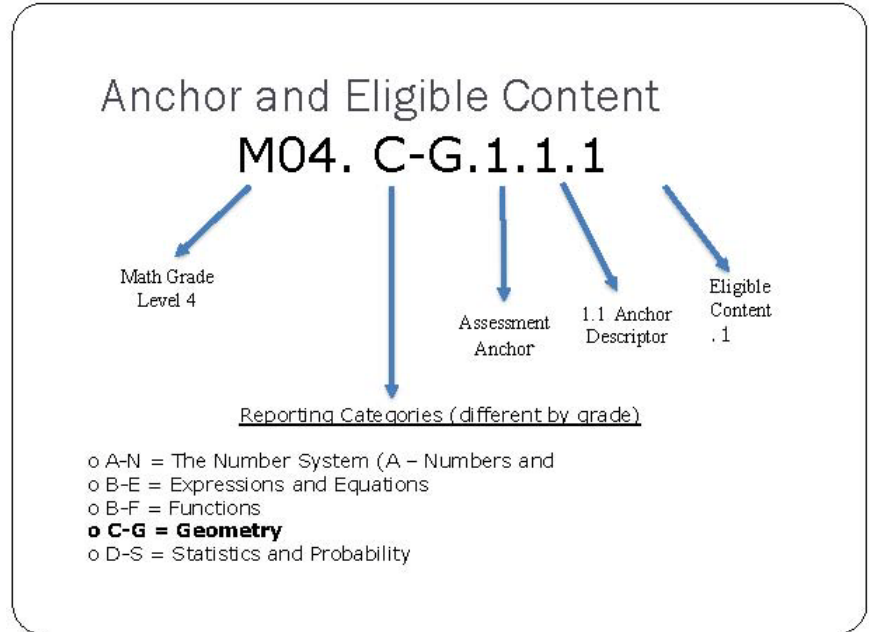 Anchor and Eligible Content
M04. C-G.1.1.1
Math Grade
Level 4
Assessment
Anchor
1.1 Anchor
Descriptor
Eligible
Content
.1
Reporting Categories (different by grade)
o A-N = The Number System (A – Numbers and
o B-E = Expressions and Equations
o B-F = Functions
o C-G = Geometry
o D-S = Statistics and Probability